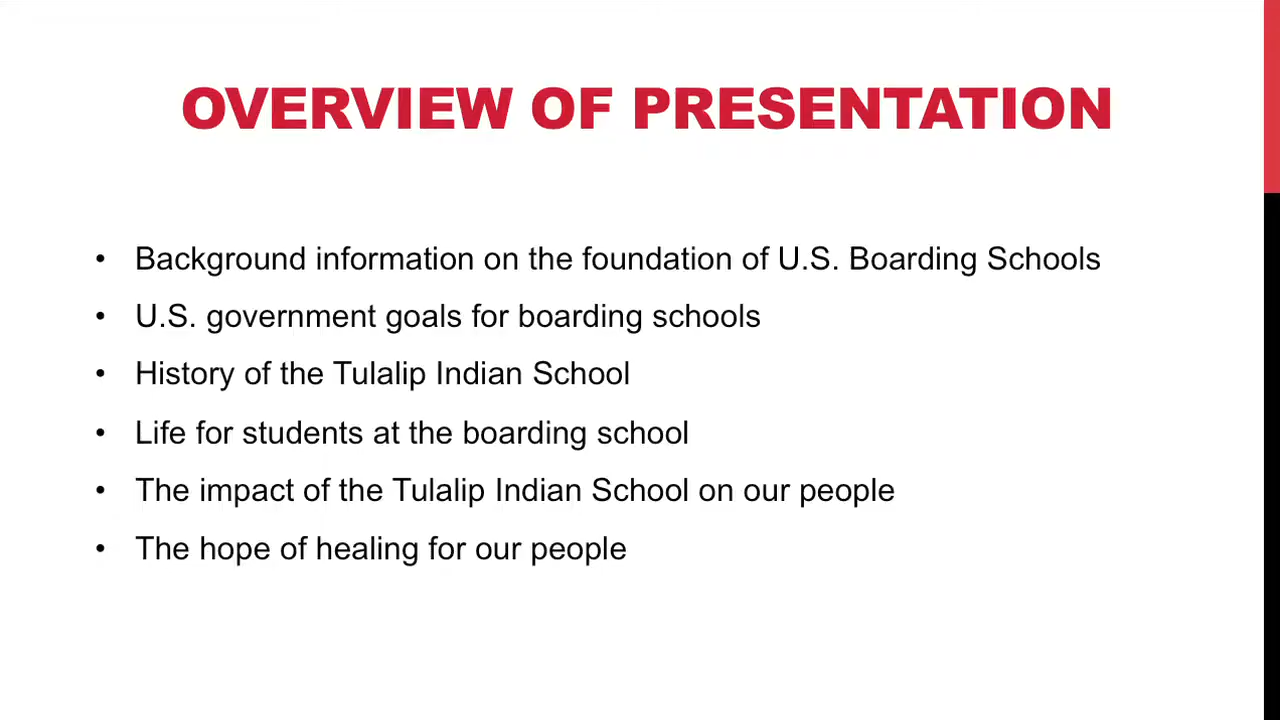 OVERVIEW OF PRESENTATION
• Background information on the foundation of U.S. Boarding Schools
• U.S. government goals for boarding schools
• History of the Tulalip Indian School
• Life for students at the boarding school
• The impact of the Tulalip Indian School on our people
• The hope of healing for our people